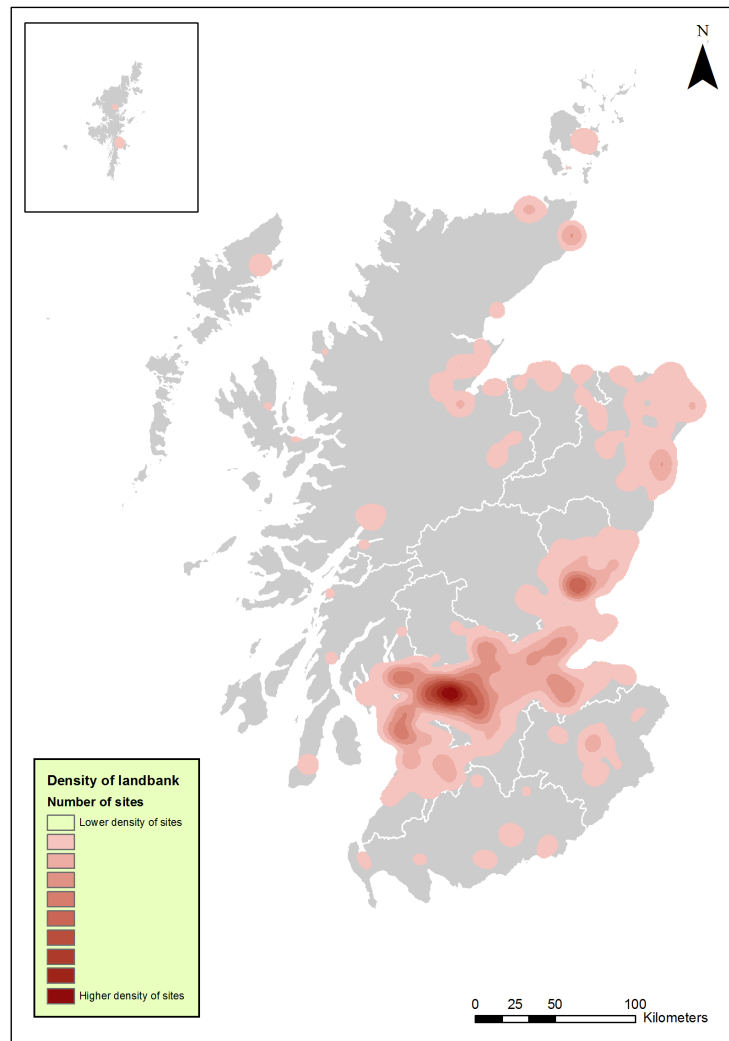 N
Density of landbank
Number of sites
Lower density of sites
Higher density of sites
0 25 50 100
Kilometers